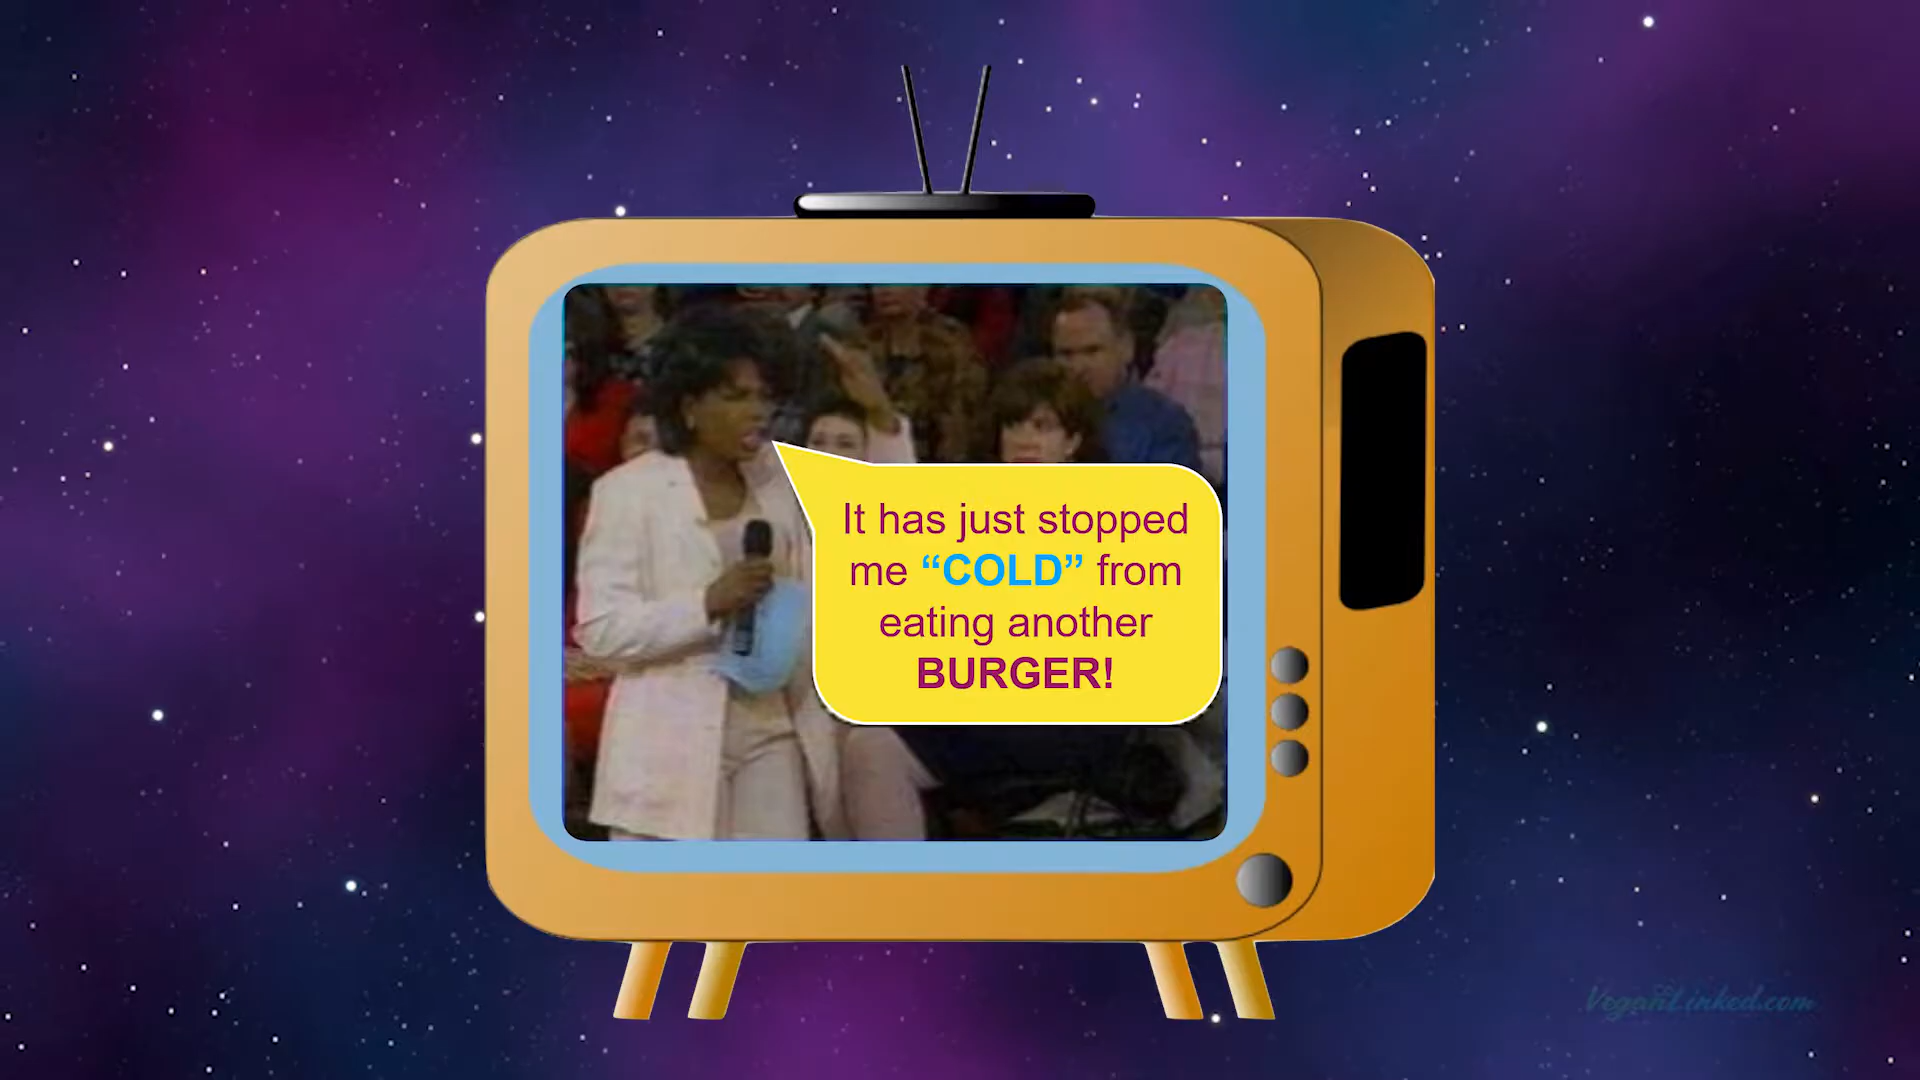 It has just stopped
me “COLD” from
eating another
BURGER!
VeganLinked.com